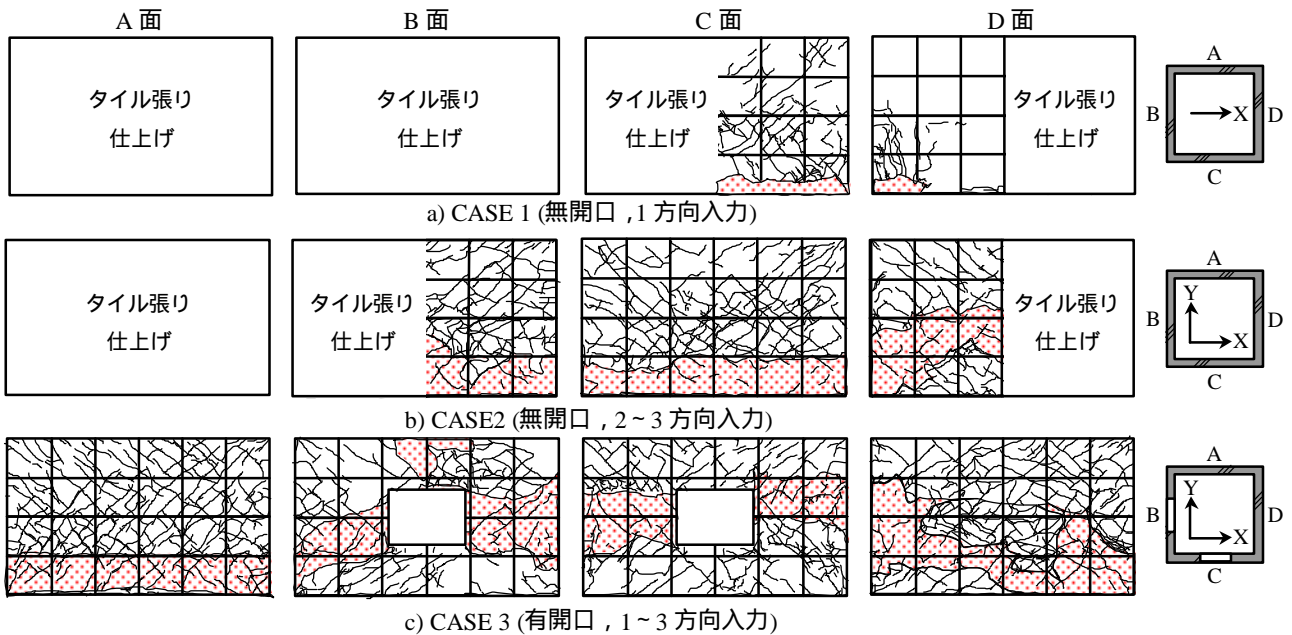 A 面
B 面
C 面
D 面
タイル張り
仕上げ
タイル張り
仕上げ
タイル張り
仕上げ
タイル張り
仕上げ
A
B
X
D
C
a) CASE 1 (無開口 , 1 方向入力)
タイル張り
仕上げ
タイル張り
仕上げ
タイル張り
仕上げ
A
Y
B
X
D
C
b) CASE2 (無開口 , 2~3 方向入力)
A
Y
B
X
D
C
c) CASE 3 (有開口 , 1~3 方向入力)